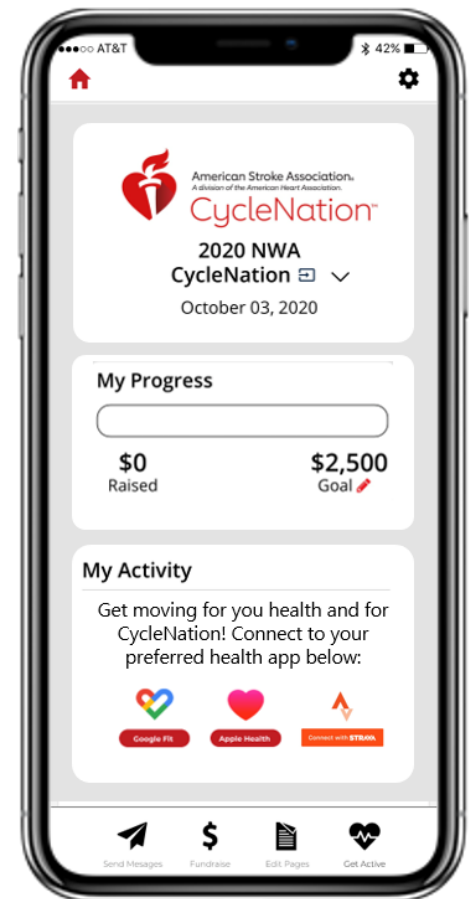 AT&T 42%
American Stroke Association®
A division of the American Heart Association.
CycleNation™
2020 NWA
CycleNation
October 03, 2020
My Progress
$0 $2,500
Raised Goal
My Activity
Get moving for you health and for
CycleNation! Connect to your
preferred health app below:
Google Fit Apple Health Connect with STRAVA
Send Mesages Fundraise Edit Pages Get Active